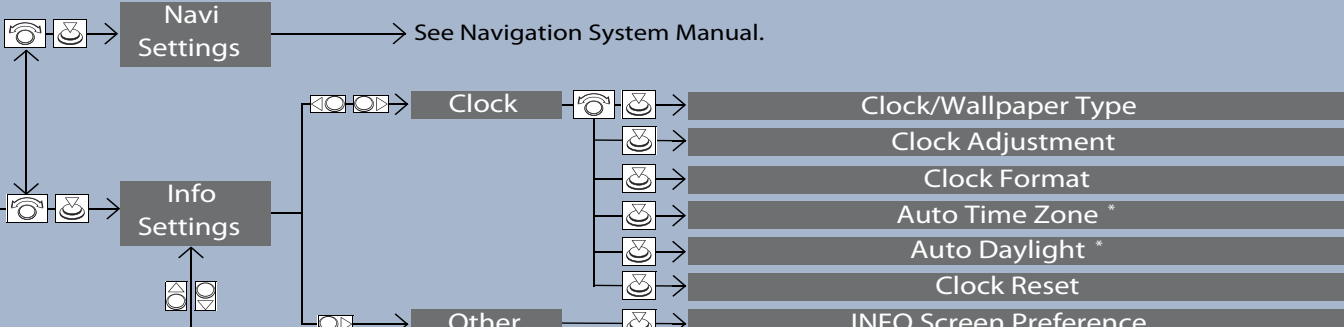 Navi
Settings
See Navigation System Manual.
Clock
Clock/Wallpaper Type
Clock Adjustment
Clock Format
Info
Settings
Auto Time Zone *
Auto Daylight *
Clock Reset
Other
INFO Screen Preference